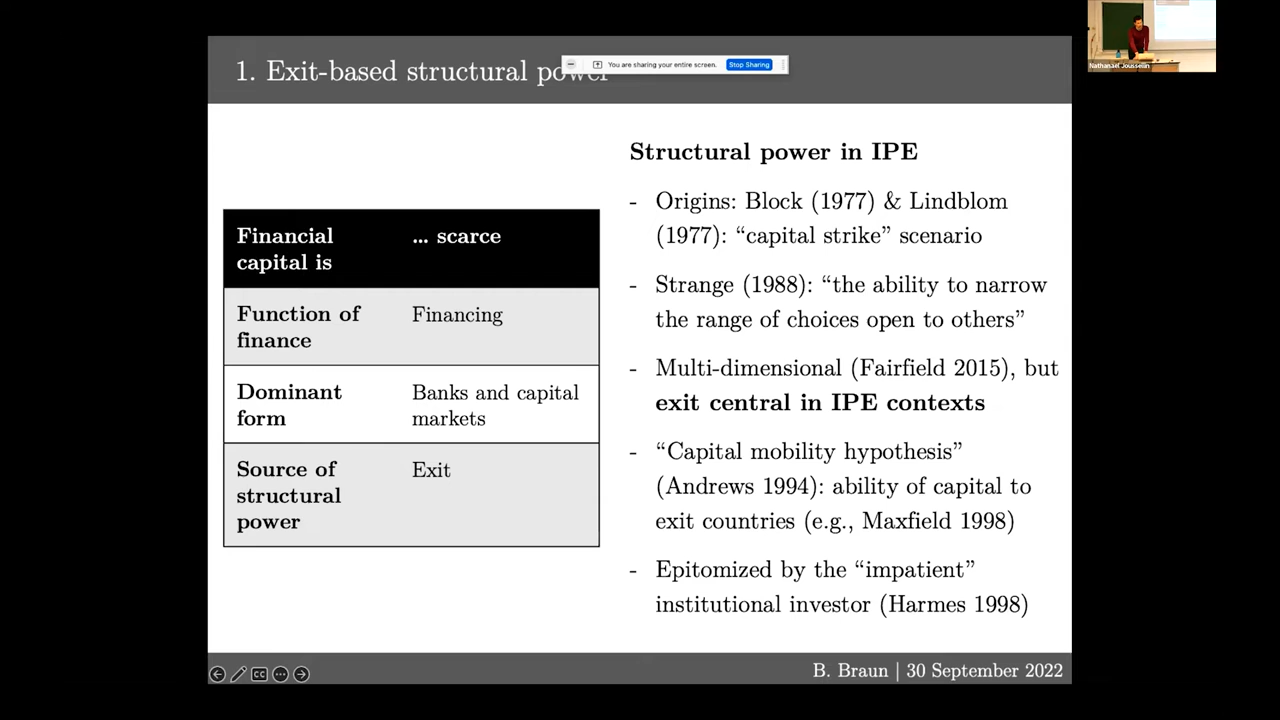 1. Exit-based structural power
You are sharing your entire screen. Stop Sharing
Nathanael Jousselin
Financial capital is ... scarce
Function of finance Financing
Dominant form Banks and capital markets
Source of structural power Exit
Structural power in IPE
- Origins: Block (1977) & Lindblom
(1977): “capital strike” scenario
- Strange (1988): “the ability to narrow
the range of choices open to others”
- Multi-dimensional (Fairfield 2015), but
exit central in IPE contexts
- “Capital mobility hypothesis”
(Andrews 1994): ability of capital to
exit countries (e.g., Maxfield 1998)
- Epitomized by the “impatient”
institutional investor (Harmes 1998)
CC
B. Braun | 30 September 2022